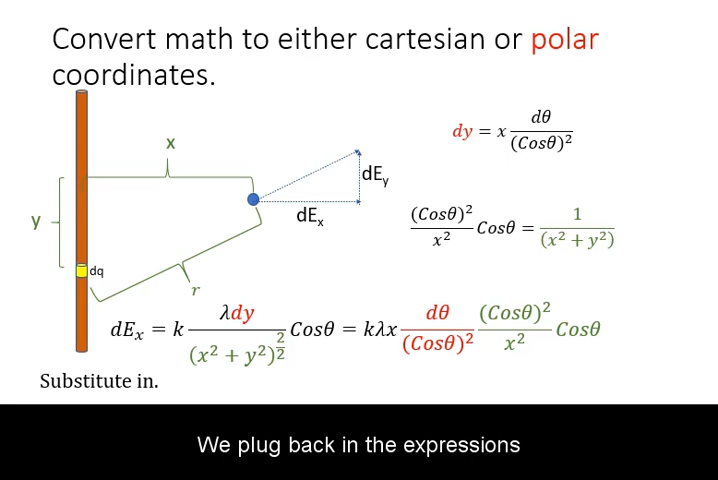 Convert math to either cartesian or polar
coordinates.
x
dy = x dθ/(Cosθ)²
dE_y
y
dE_x
(Cosθ)²/x² Cosθ = 1/(x² + y²)
dq
r
dE_x = k λdy/(x² + y²)^(2/2) Cosθ = kλx dθ/(Cosθ)² (Cosθ)²/x² Cosθ
Substitute in.
We plug back in the expressions